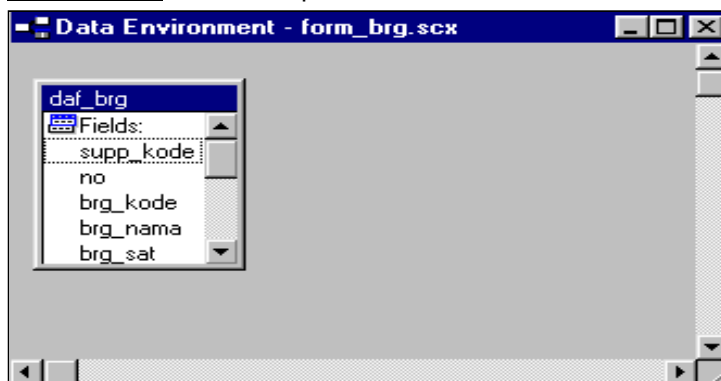 Data Environment - form_brg.scx
daf_brg
Fields:
supp_kode
no
brg_kode
brg_nama
brg_sat